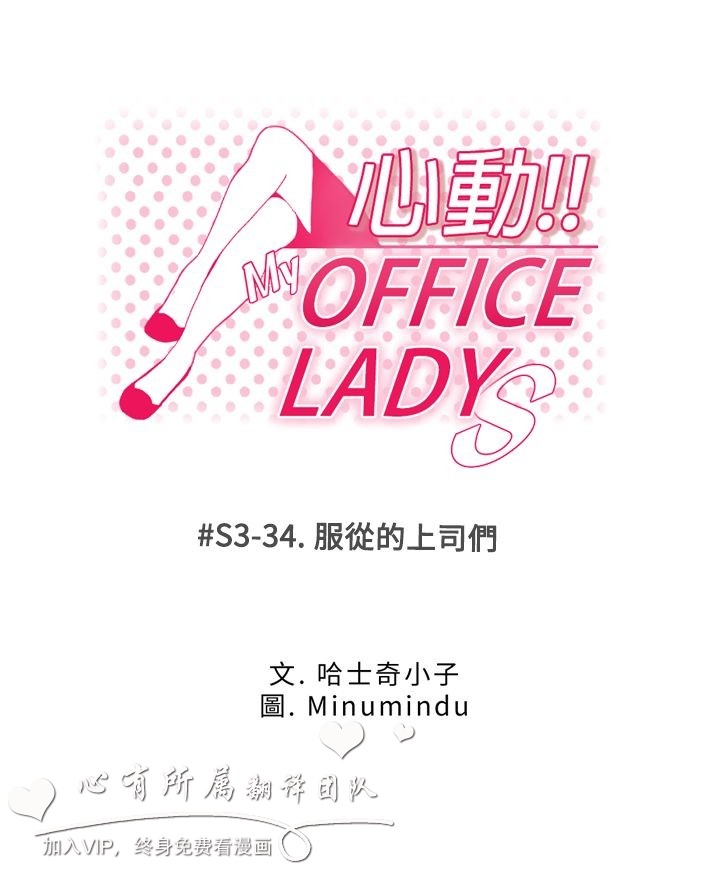 心動!!
My OFFICE
LADYS
#S3-34. 服從的上司們
文. 哈士奇小子
圖. Minumindu
心有所属翻译团队
加入VIP，终身免费看漫画